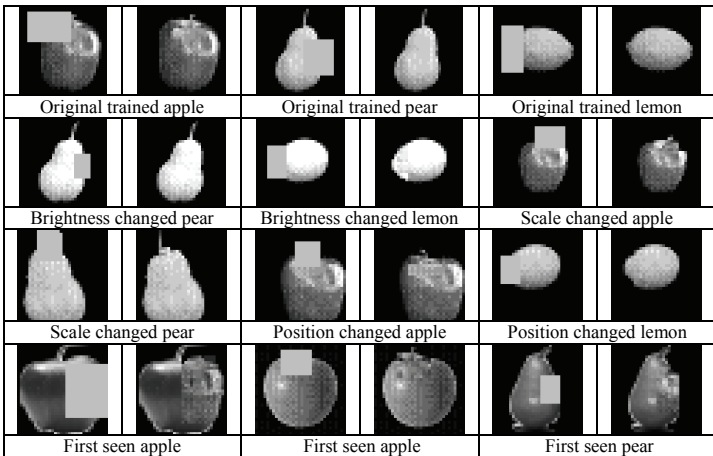 Original trained apple
Original trained pear
Original trained lemon
Brightness changed pear
Brightness changed lemon
Scale changed apple
Scale changed pear
Position changed apple
Position changed lemon
First seen apple
First seen apple
First seen pear